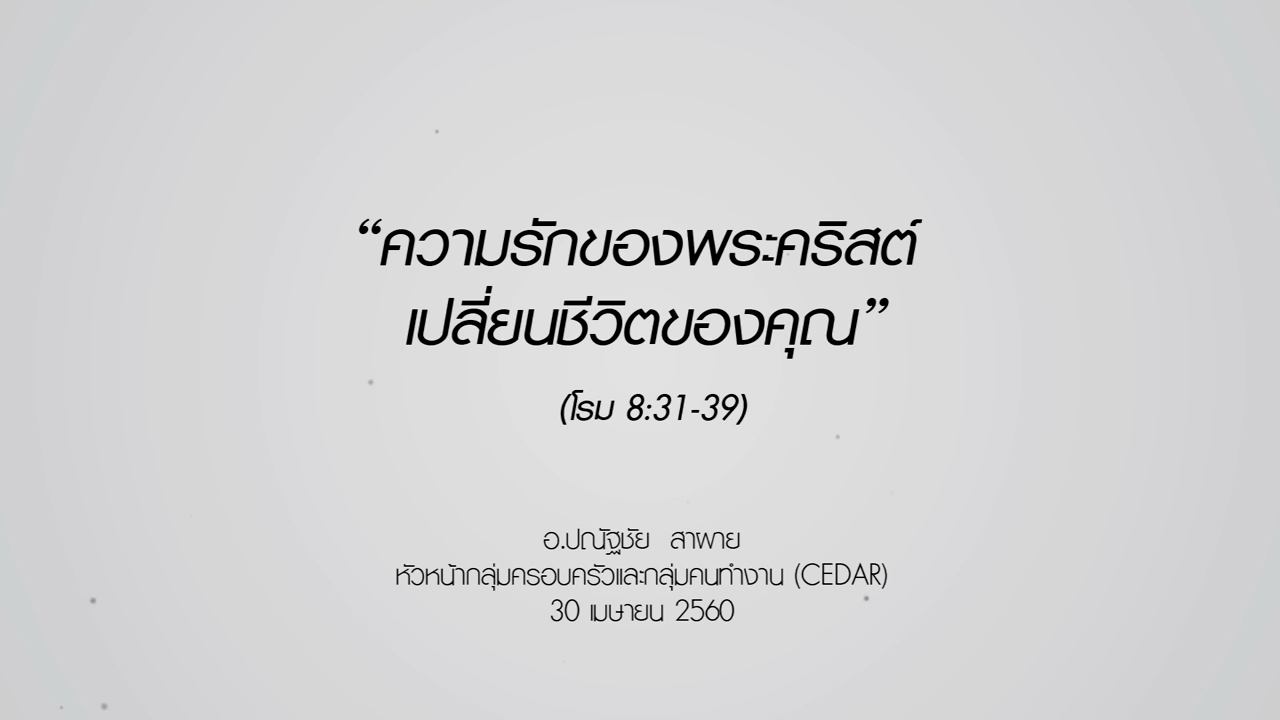 “ความรักของพระคริสต์
เปลี่ยนชีวิตของคุณ”
(โรม 8:31-39)
อ.ปณัฐชัย สาผาย
หัวหน้ากลุ่มครอบครัวและกลุ่มคนทำงาน (CEDAR)
30 เมษายน 2560